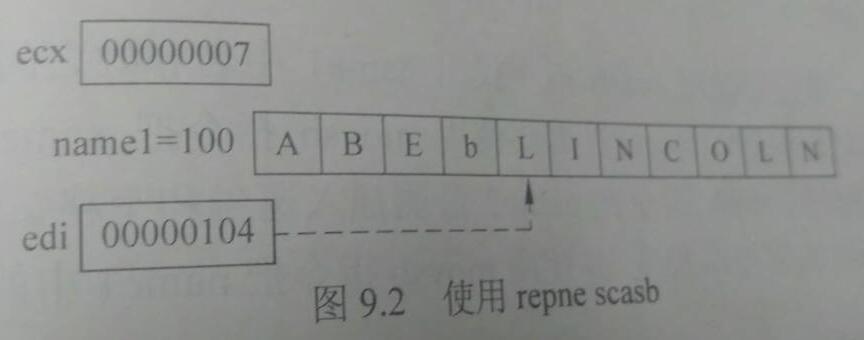 ecx 00000007
name1=100 A B E b L I N C O L N
edi 00000104
图 9.2 使用 repne scasb